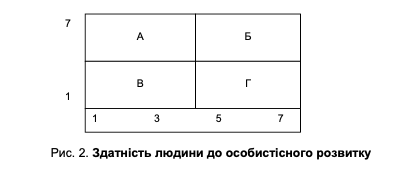 7
А Б
В Г
1
1 3 5 7
Рис. 2. Здатність людини до особистісного розвитку